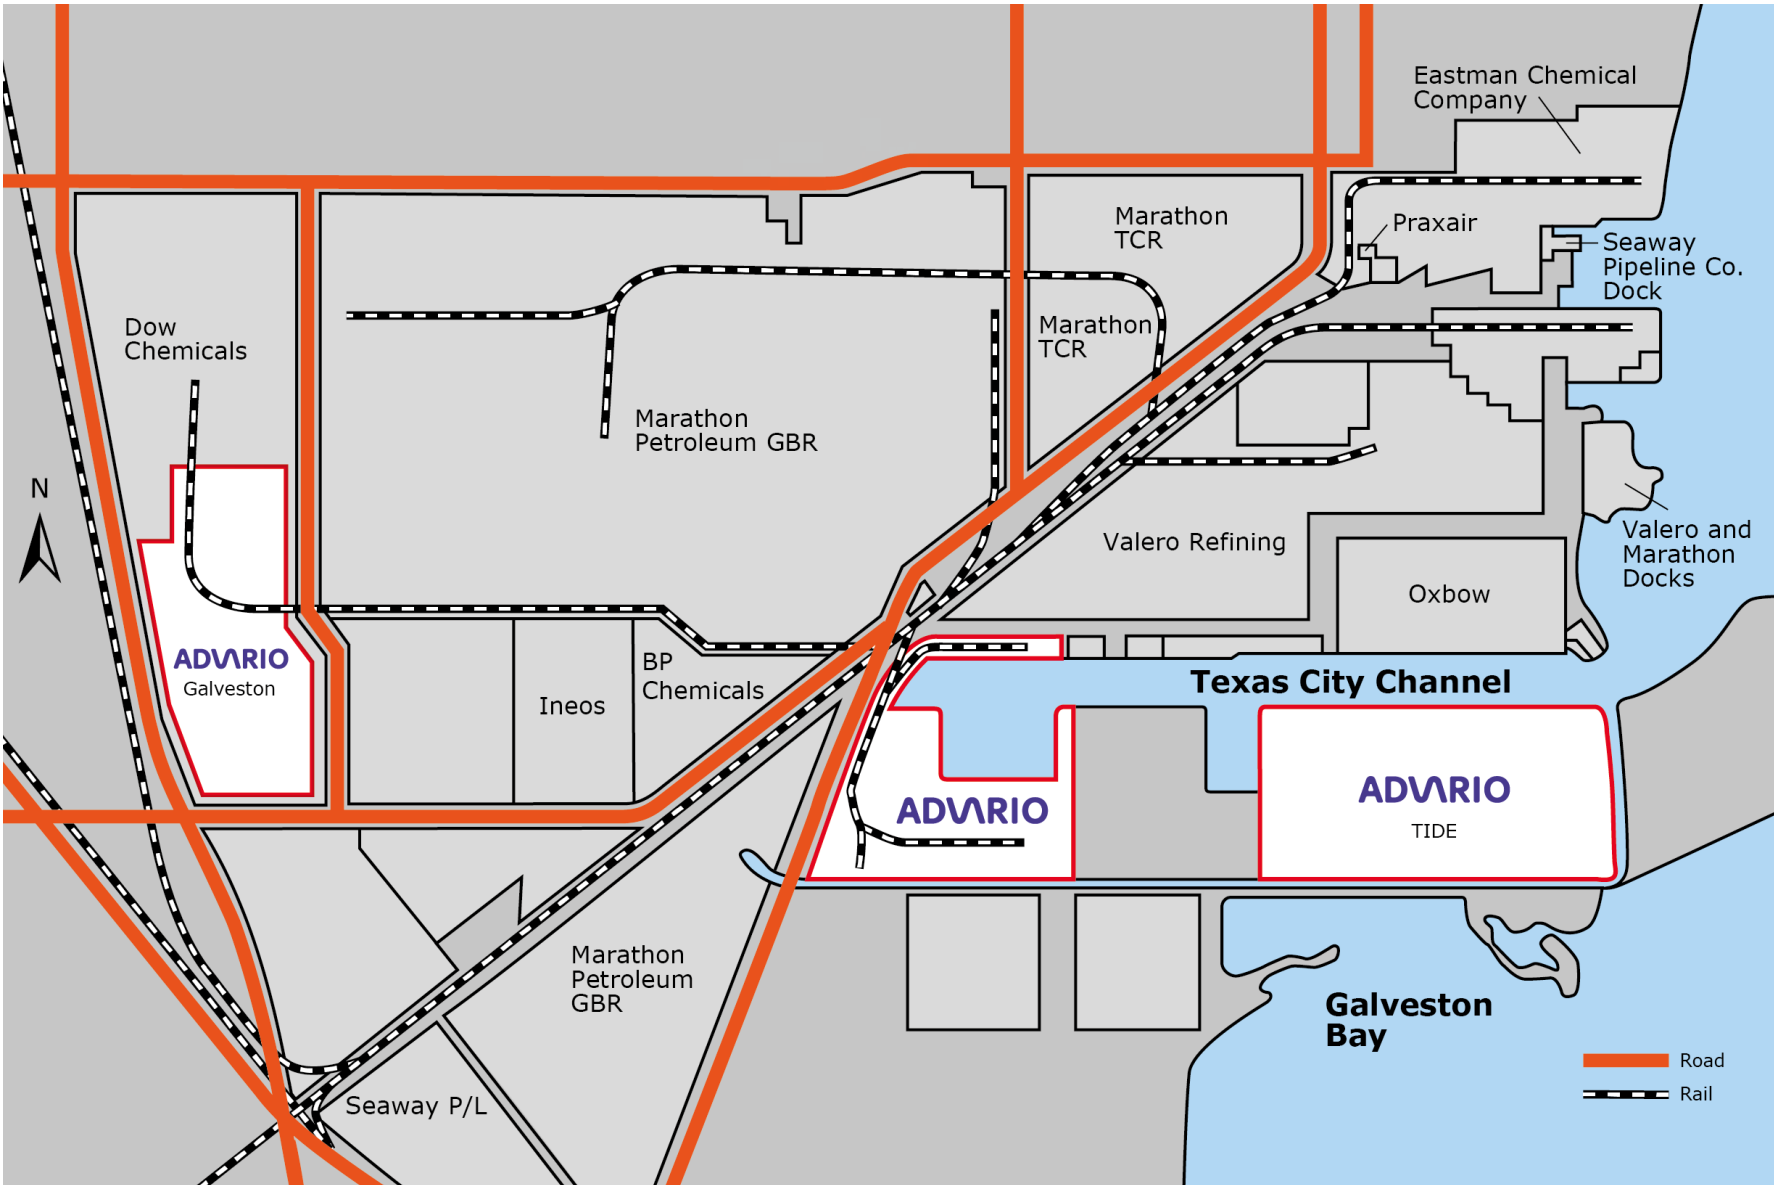 Eastman Chemical
Company
Marathon
TCR
Praxair
Seaway
Pipeline Co.
Dock
Dow
Chemicals
Marathon
TCR
Marathon
Petroleum GBR
N
Valero Refining
Valero and
Marathon
Docks
Oxbow
ADVARIO
Galveston
BP
Chemicals
Ineos
Texas City Channel
ADVARIO
ADVARIO
TIDE
Marathon
Petroleum
GBR
Galveston
Bay
Seaway P/L
Road
Rail